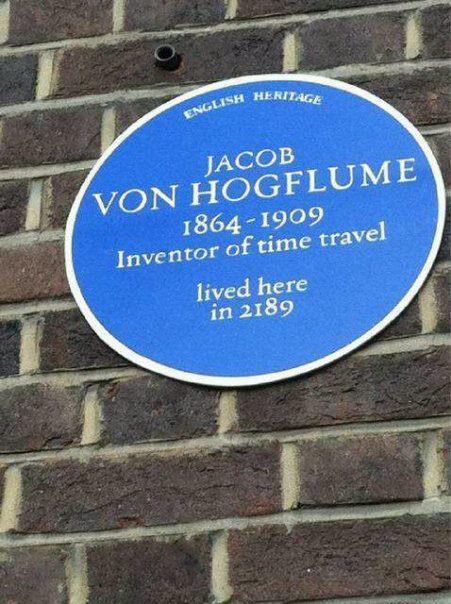 ENGLISH HERITAGE
JACOB
VON HOGFLUME
1864-1909
Inventor of time travel
lived here
in 2189